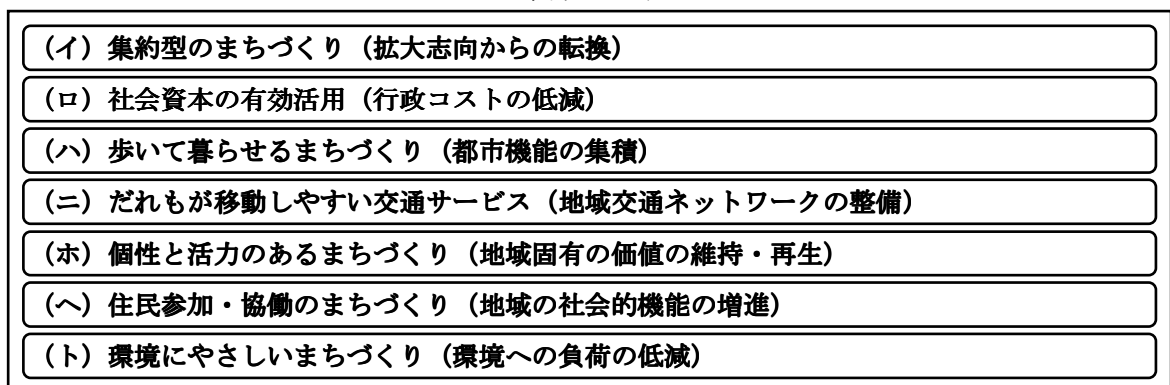 （イ）集約型のまちづくり（拡大志向からの転換）
（ロ）社会資本の有効活用（行政コストの低減）
（ハ）歩いて暮らせるまちづくり（都市機能の集積）
（ニ）だれもが移動しやすい交通サービス（地域交通ネットワークの整備）
（ホ）個性と活力のあるまちづくり（地域固有の価値の維持・再生）
（ヘ）住民参加・協働のまちづくり（地域の社会的機能の増進）
（ト）環境にやさしいまちづくり（環境への負荷の低減）